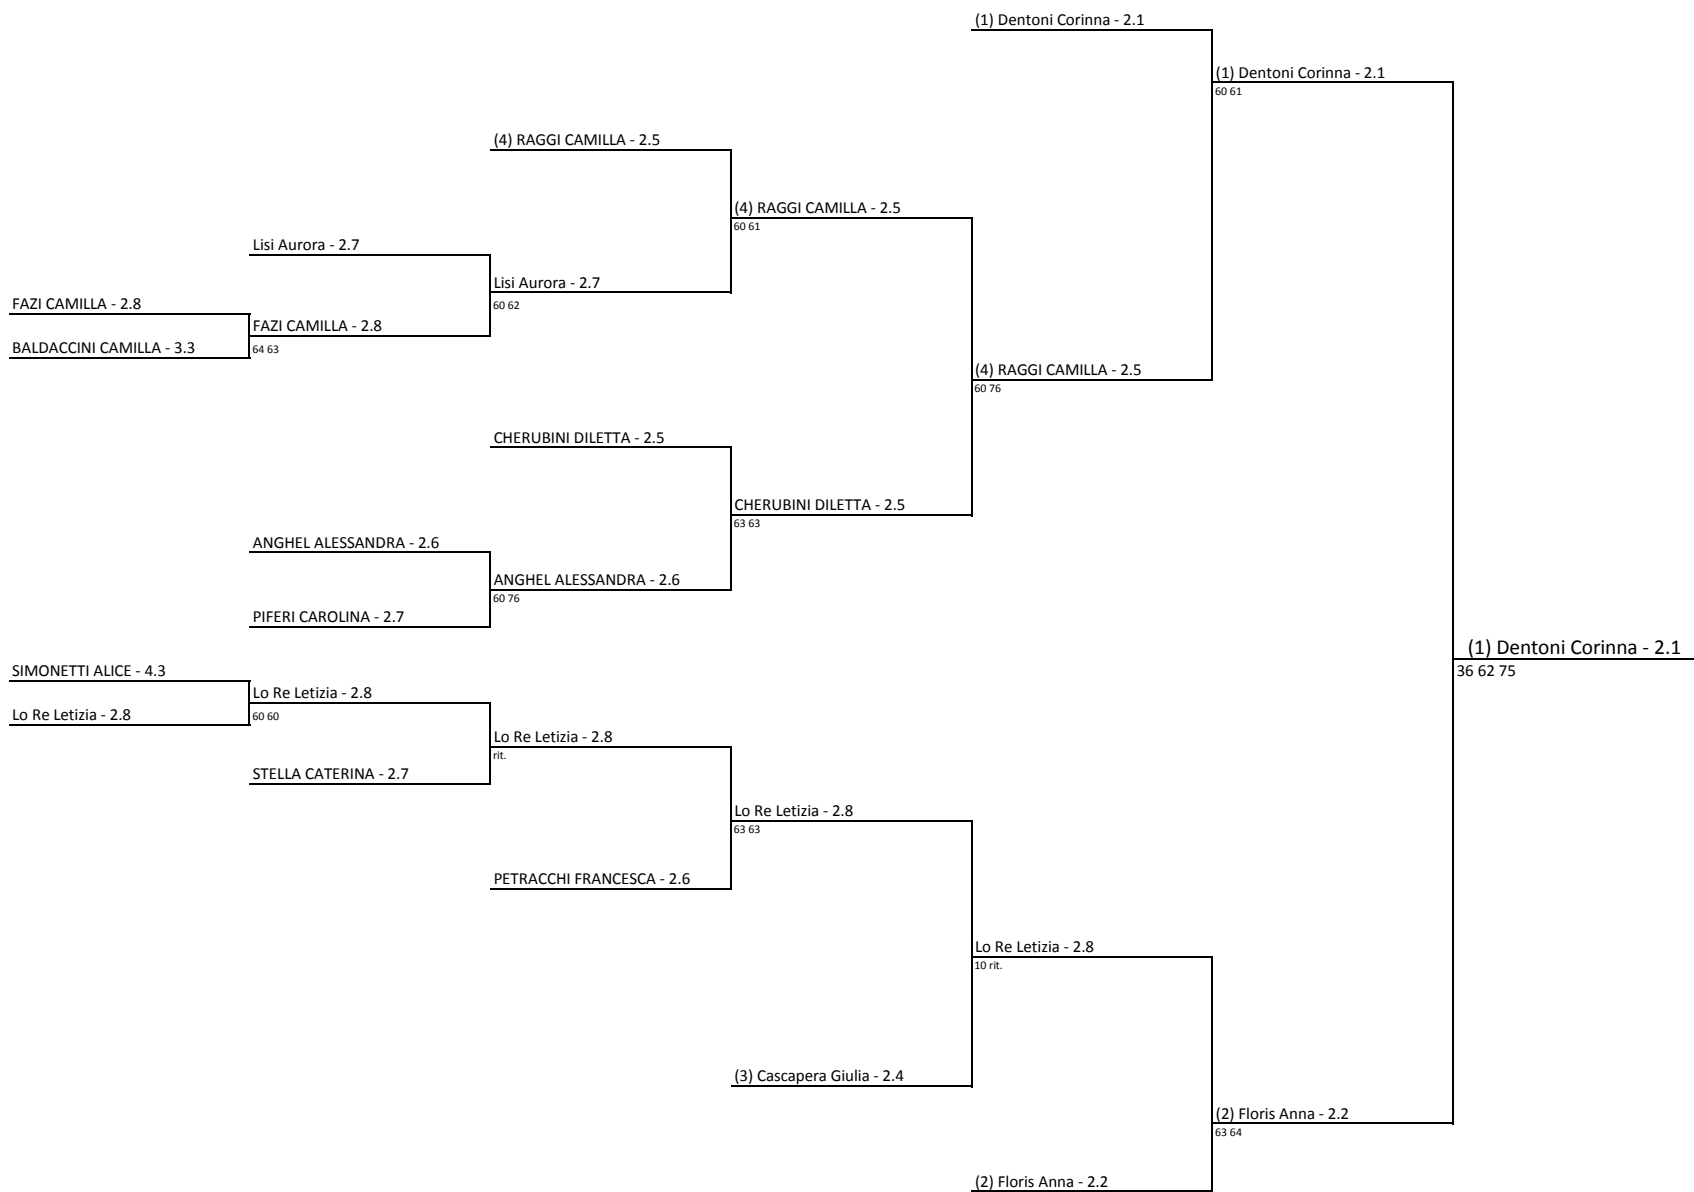 (1) Dentoni Corinna - 2.1
(1) Dentoni Corinna - 2.1
60 61
(4) RAGGI CAMILLA - 2.5
(4) RAGGI CAMILLA - 2.5
60 61
Lisi Aurora - 2.7
Lisi Aurora - 2.7
60 62
FAZI CAMILLA - 2.8
FAZI CAMILLA - 2.8
64 63
BALDACCINI CAMILLA - 3.3
(4) RAGGI CAMILLA - 2.5
60 76
CHERUBINI DILETTA - 2.5
CHERUBINI DILETTA - 2.5
63 63
ANGHEL ALESSANDRA - 2.6
ANGHEL ALESSANDRA - 2.6
60 76
PIFERI CAROLINA - 2.7
(1) Dentoni Corinna - 2.1
36 62 75
SIMONETTI ALICE - 4.3
Lo Re Letizia - 2.8
60 60
Lo Re Letizia - 2.8
Lo Re Letizia - 2.8
rit.
STELLA CATERINA - 2.7
Lo Re Letizia - 2.8
63 63
PETRACCHI FRANCESCA - 2.6
Lo Re Letizia - 2.8
10 rit.
(3) Cascapera Giulia - 2.4
(2) Floris Anna - 2.2
63 64
(2) Floris Anna - 2.2